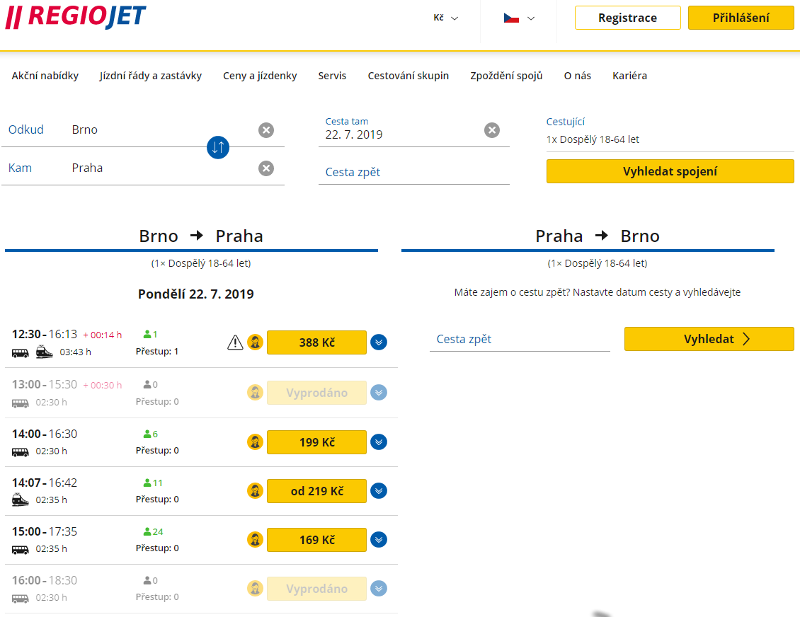 REGIOJET
Kč
Registrace
Přihlášení
Akční nabídky Jízdní řády a zastávky Ceny a jízdenky Servis Cestování skupin Zpoždění spojů O nás Kariéra
Odkud Brno
Kam Praha
Cesta tam
22. 7. 2019
Cesta zpět
Cestující
1x Dospělý 18-64 let
Vyhledat spojení
Brno → Praha
(1× Dospělý 18-64 let)
Pondělí 22. 7. 2019
12:30 - 16:13 + 00:14 h 1
03:43 h Přestup: 1
388 Kč
13:00 - 15:30 + 00:30 h 0
02:30 h Přestup: 0
Vyprodáno
14:00 - 16:30 6
02:30 h Přestup: 0
199 Kč
14:07 - 16:42 11
02:35 h Přestup: 0
od 219 Kč
15:00 - 17:35 24
02:35 h Přestup: 0
169 Kč
16:00 - 18:30 0
02:30 h Přestup: 0
Vyprodáno
Praha → Brno
(1× Dospělý 18-64 let)
Máte zajem o cestu zpět? Nastavte datum cesty a vyhledávejte
Cesta zpět
Vyhledat